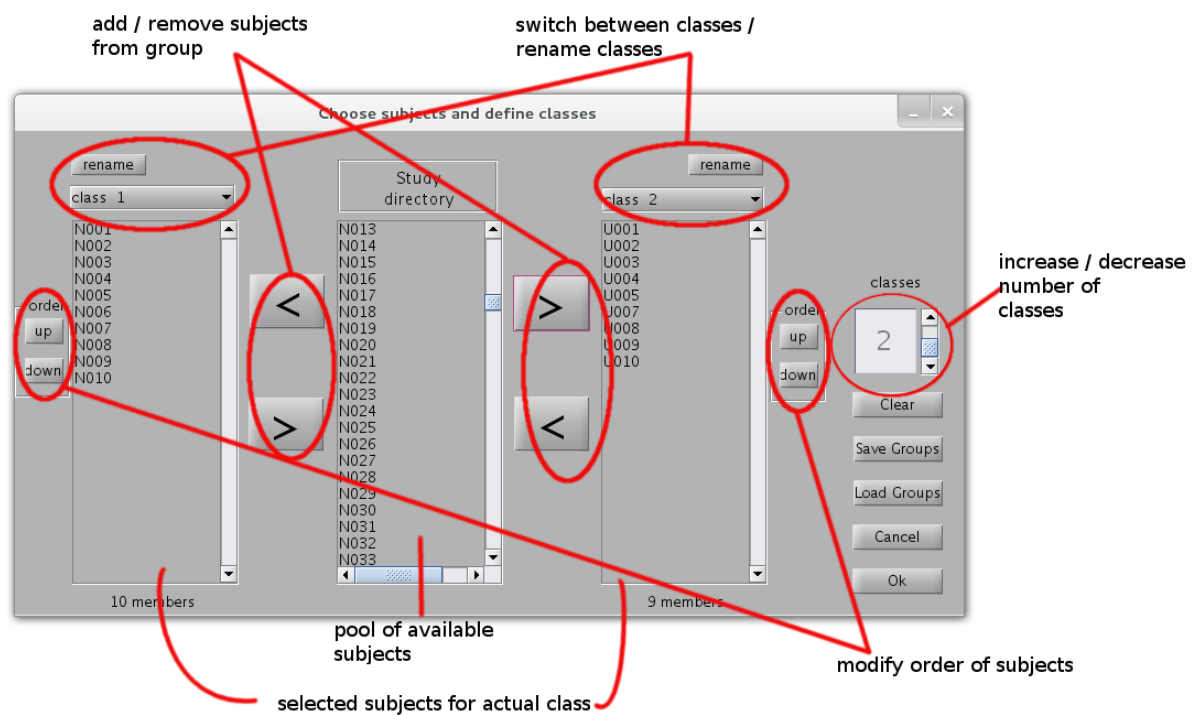 add / remove subjects
from group
switch between classes /
rename classes
Choose subjects and define classes
rename
class 1
N001
N002
N003
N004
N005
N006
N007
N008
N009
N010
10 members
order
up
down
<
>
Study
directory
N013
N014
N015
N016
N017
N018
N019
N020
N021
N022
N023
N024
N025
N026
N027
N028
N029
N030
N031
N032
N033
>
<
rename
class 2
U001
U002
U003
U004
U005
U007
U008
U009
U010
9 members
order
up
down
classes
2
Clear
Save Groups
Load Groups
Cancel
Ok
increase / decrease
number of
classes
pool of available
subjects
modify order of subjects
selected subjects for actual class